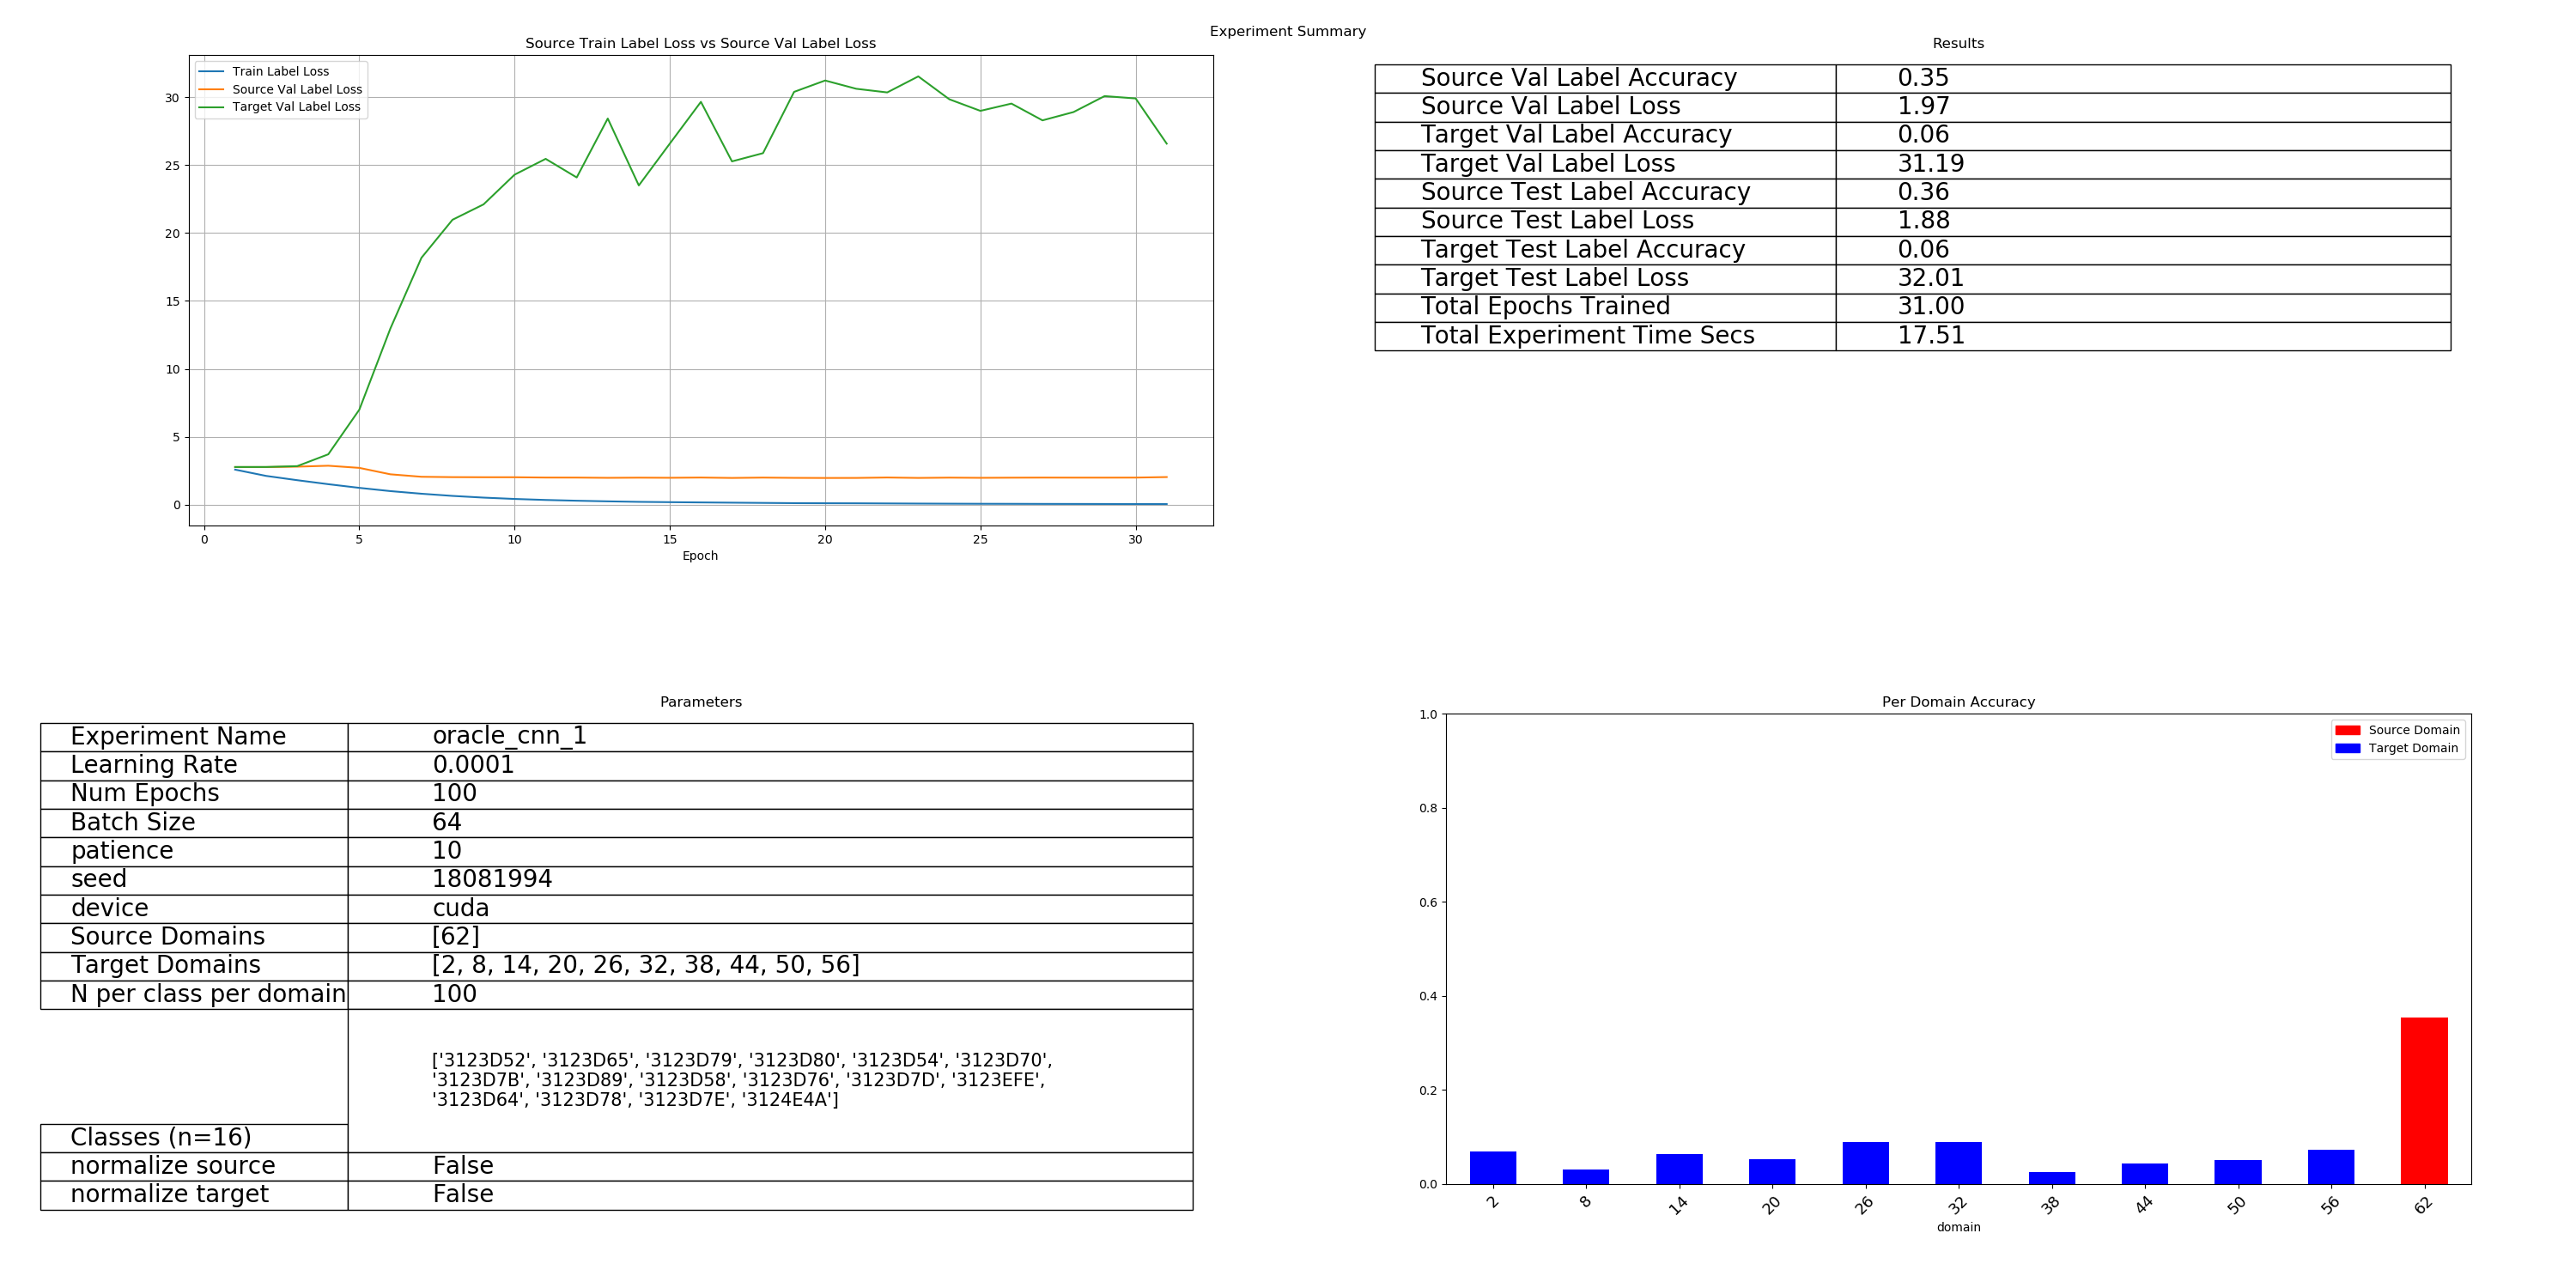 Experiment Summary
Source Train Label Loss vs Source Val Label Loss
Train Label Loss
Source Val Label Loss
Target Val Label Loss
30
25
20
15
10
5
0
0 5 10 15 20 25 30
Epoch
Results
Source Val Label Accuracy 0.35
Source Val Label Loss 1.97
Target Val Label Accuracy 0.06
Target Val Label Loss 31.19
Source Test Label Accuracy 0.36
Source Test Label Loss 1.88
Target Test Label Accuracy 0.06
Target Test Label Loss 32.01
Total Epochs Trained 31.00
Total Experiment Time Secs 17.51
Parameters
Experiment Name oracle_cnn_1
Learning Rate 0.0001
Num Epochs 100
Batch Size 64
patience 10
seed 18081994
device cuda
Source Domains [62]
Target Domains [2, 8, 14, 20, 26, 32, 38, 44, 50, 56]
N per class per domain 100
['3123D52', '3123D65', '3123D79', '3123D80', '3123D54', '3123D70',
'3123D7B', '3123D89', '3123D58', '3123D76', '3123D7D', '3123EFE',
'3123D64', '3123D78', '3123D7E', '3124E4A']
Classes (n=16)
normalize source False
normalize target False
Per Domain Accuracy
Source Domain
Target Domain
1.0
0.8
0.6
0.4
0.2
0.0
2 8 14 20 26 32 38 44 50 56 62
domain